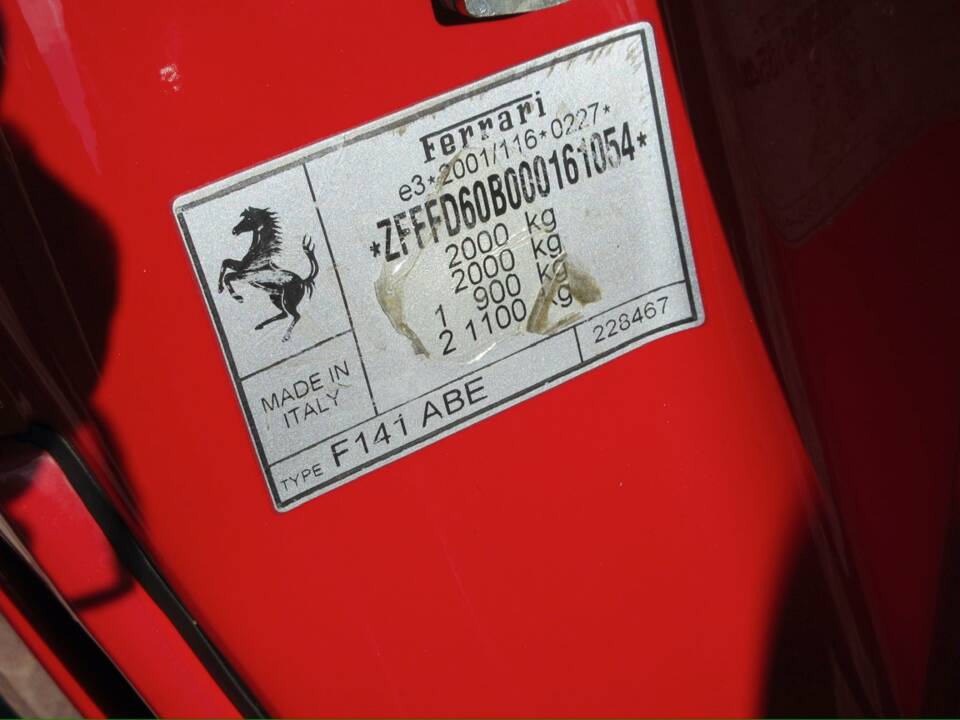 Ferrari
e3*2001/116*0227*
*ZFFFD60B000161054*
2000 kg
2000 kg
1 900 kg
2 1100 kg
MADE IN
ITALY
TYPE F141 ABE
228467